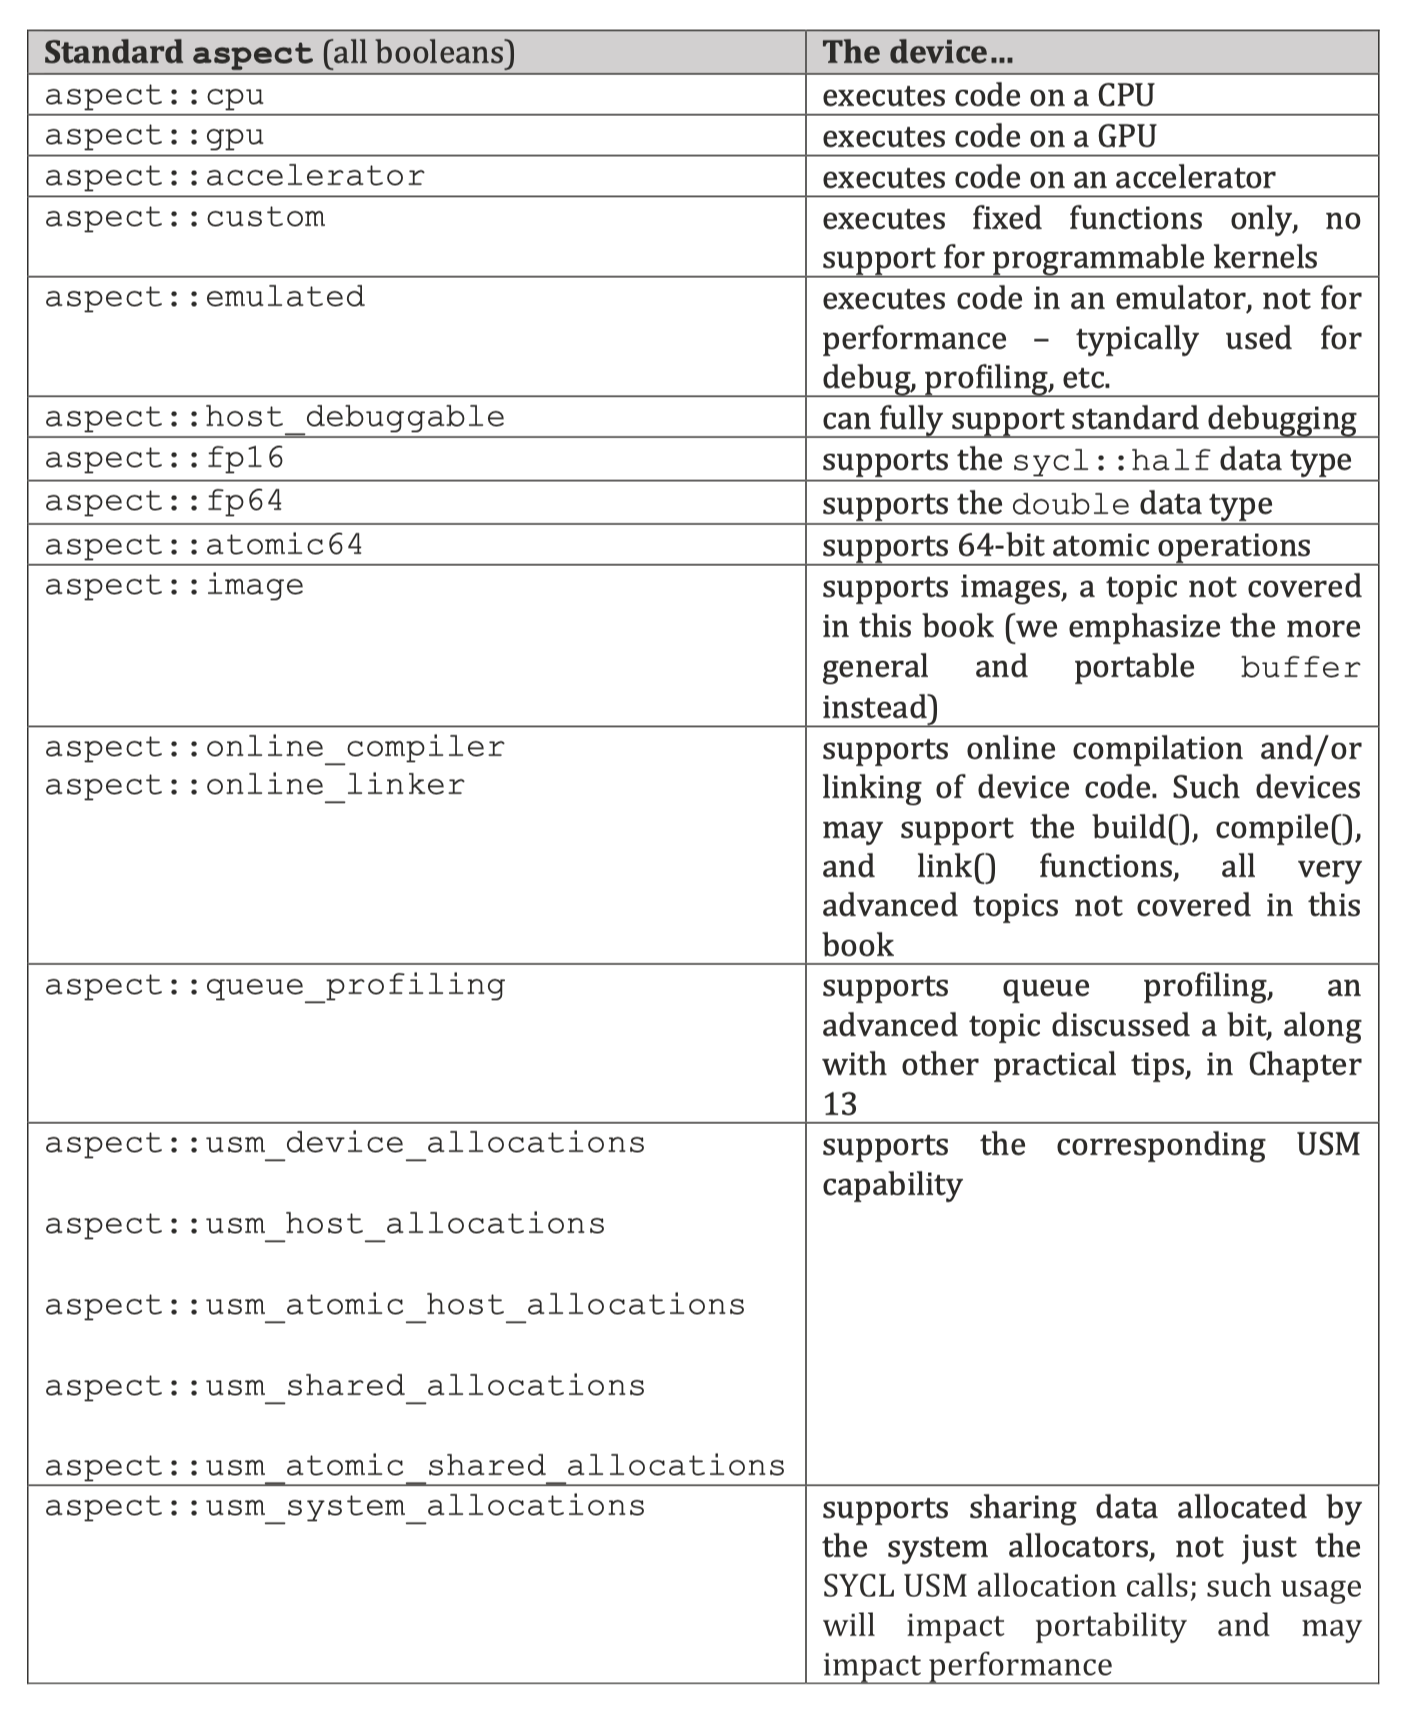 Standard aspect (all booleans) The device…
aspect::cpu executes code on a CPU
aspect::gpu executes code on a GPU
aspect::accelerator executes code on an accelerator
aspect::custom executes fixed functions only, no
support for programmable kernels
aspect::emulated executes code in an emulator, not for
performance – typically used for
debug, profiling, etc.
aspect::host_debuggable can fully support standard debugging
aspect::fp16 supports the sycl::half data type
aspect::fp64 supports the double data type
aspect::atomic64 supports 64-bit atomic operations
aspect::image supports images, a topic not covered
in this book (we emphasize the more
general and portable buffer
instead)
aspect::online_compiler supports online compilation and/or
aspect::online_linker linking of device code. Such devices
may support the build(), compile(),
and link() functions, all very
advanced topics not covered in this
book
aspect::queue_profiling supports queue profiling, an
advanced topic discussed a bit, along
with other practical tips, in Chapter
13
aspect::usm_device_allocations supports the corresponding USM
capability
aspect::usm_host_allocations
aspect::usm_atomic_host_allocations
aspect::usm_shared_allocations
aspect::usm_atomic_shared_allocations
aspect::usm_system_allocations supports sharing data allocated by
the system allocators, not just the
SYCL USM allocation calls; such usage
will impact portability and may
impact performance